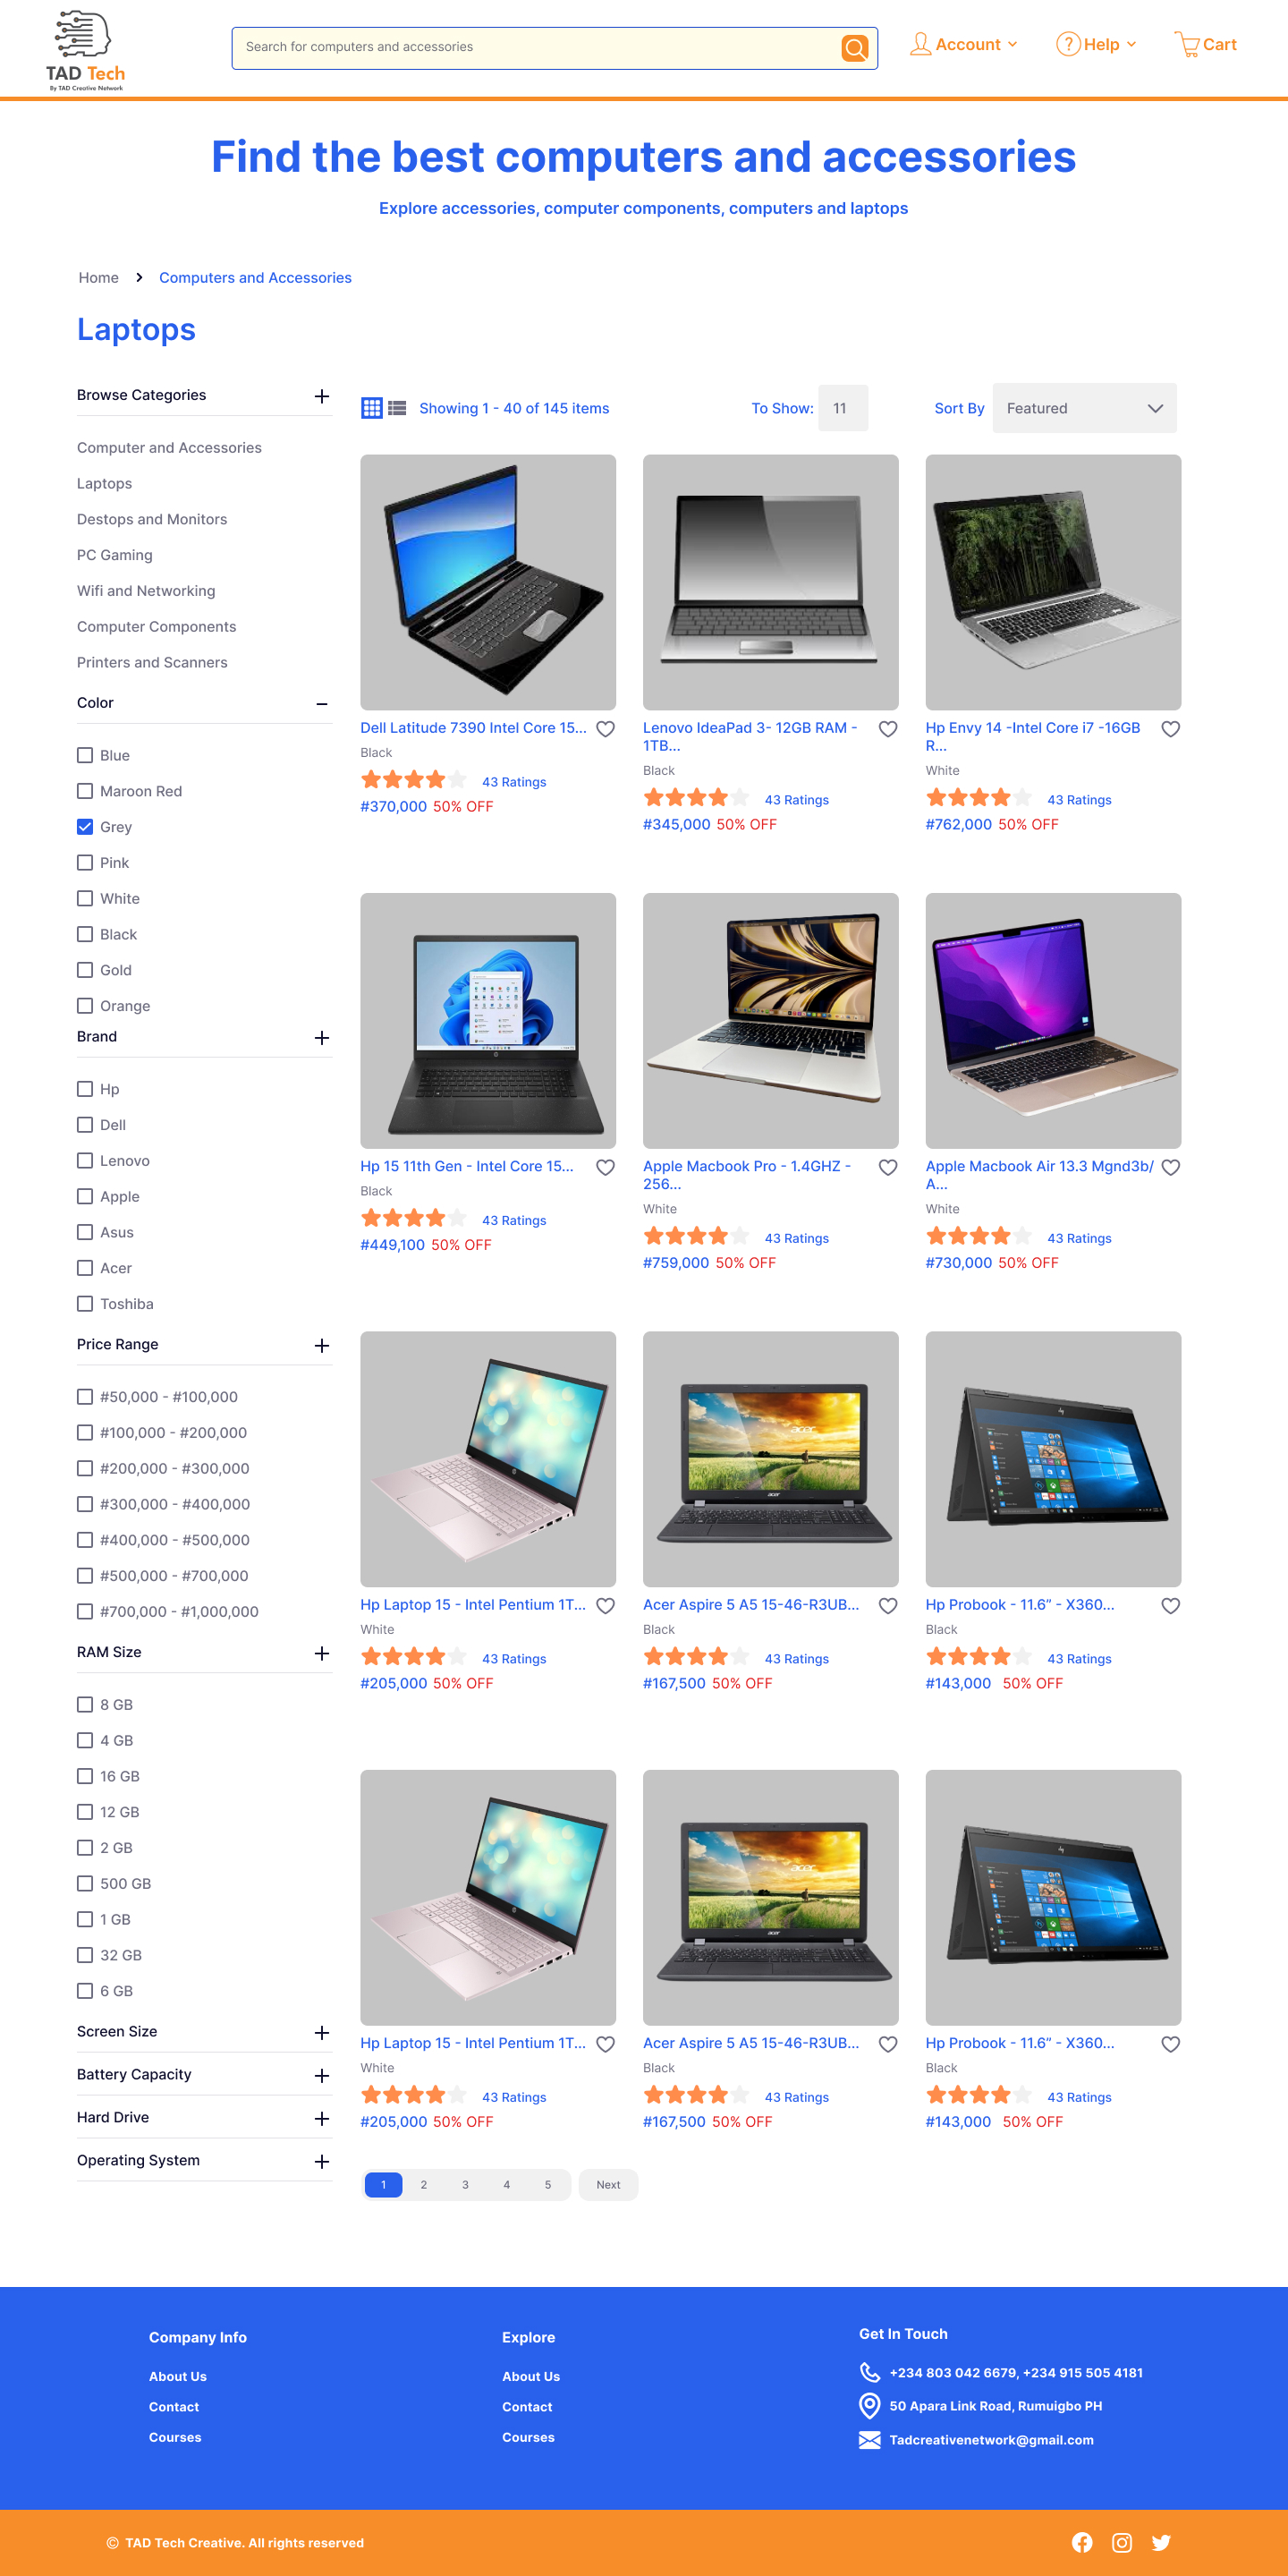 TAD Tech
By TAD Creative Network
Search for computers and accessories
Account
Help
Cart
Find the best computers and accessories
Explore accessories, computer components, computers and laptops
Home
Computers and Accessories
Laptops
Browse Categories
Computer and Accessories
Laptops
Destops and Monitors
PC Gaming
Wifi and Networking
Computer Components
Printers and Scanners
Color
Blue
Maroon Red
Grey
Pink
White
Black
Gold
Orange
Brand
Hp
Dell
Lenovo
Apple
Asus
Acer
Toshiba
Price Range
#50,000 - #100,000
#100,000 - #200,000
#200,000 - #300,000
#300,000 - #400,000
#400,000 - #500,000
#500,000 - #700,000
#700,000 - #1,000,000
RAM Size
8 GB
4 GB
16 GB
12 GB
2 GB
500 GB
1 GB
32 GB
6 GB
Screen Size
Battery Capacity
Hard Drive
Operating System
Showing 1 - 40 of 145 items
To Show: 11
Sort By Featured
Dell Latitude 7390 Intel Core 15...
Black
43 Ratings
#370,000 50% OFF
Lenovo IdeaPad 3- 12GB RAM -
1TB...
Black
43 Ratings
#345,000 50% OFF
Hp Envy 14 -Intel Core i7 -16GB
R...
White
43 Ratings
#762,000 50% OFF
Hp 15 11th Gen - Intel Core 15...
Black
43 Ratings
#449,100 50% OFF
Apple Macbook Pro - 1.4GHZ -
256...
White
43 Ratings
#759,000 50% OFF
Apple Macbook Air 13.3 Mgnd3b/
A...
White
43 Ratings
#730,000 50% OFF
Hp Laptop 15 - Intel Pentium 1T...
White
43 Ratings
#205,000 50% OFF
acer
acer
Acer Aspire 5 A5 15-46-R3UB...
Black
43 Ratings
#167,500 50% OFF
Hp Probook - 11.6” - X360...
Black
43 Ratings
#143,000 50% OFF
Hp Laptop 15 - Intel Pentium 1T...
White
43 Ratings
#205,000 50% OFF
acer
acer
Acer Aspire 5 A5 15-46-R3UB...
Black
43 Ratings
#167,500 50% OFF
Hp Probook - 11.6” - X360...
Black
43 Ratings
#143,000 50% OFF
1 2 3 4 5 Next
Company Info
About Us
Contact
Courses
Explore
About Us
Contact
Courses
Get In Touch
+234 803 042 6679, +234 915 505 4181
50 Apara Link Road, Rumuigbo PH
Tadcreativenetwork@gmail.com
© TAD Tech Creative. All rights reserved